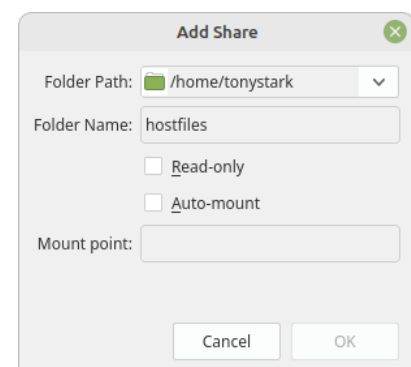 Add Share
Folder Path: /home/tonystark
Folder Name: hostfiles
Read-only
Auto-mount
Mount point:
Cancel OK